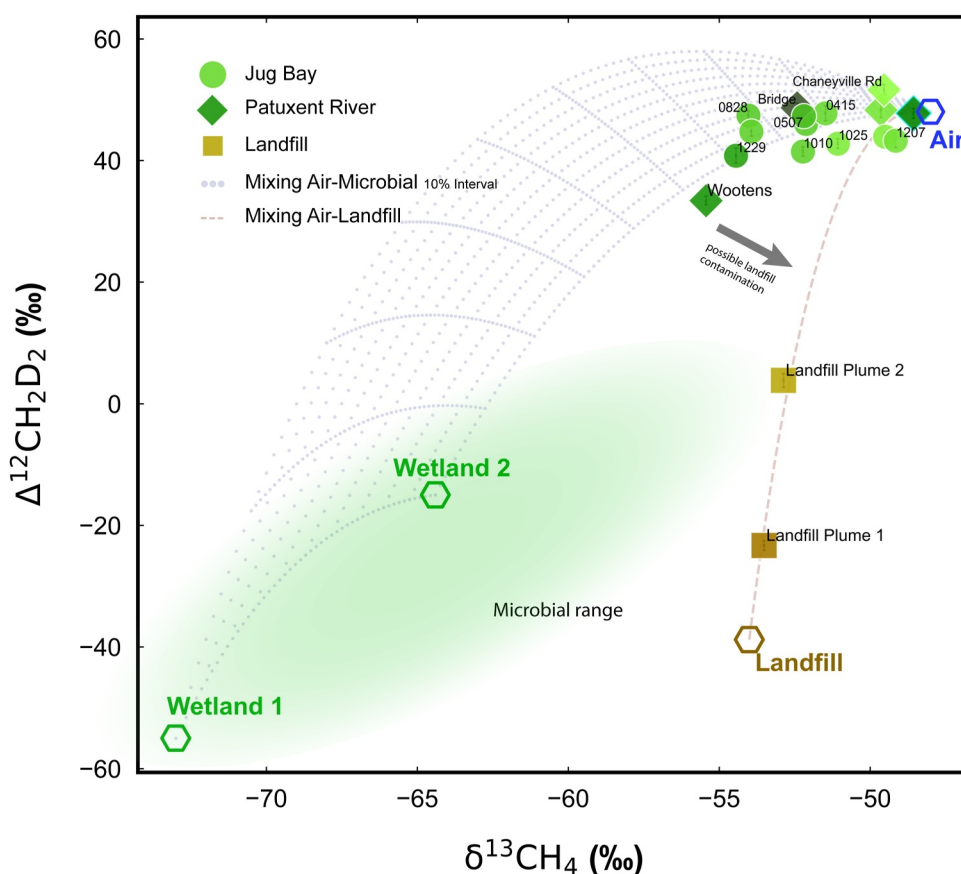 60
40
20
0
−20
−40
−60
−70
−65
−60
−55
−50
Δ¹²CH₂D₂ (‰)
δ¹³CH₄ (‰)
Jug Bay
Patuxent River
Landfill
Mixing Air-Microbial 10% Interval
Mixing Air-Landfill
Chaneyville Rd
Bridge
0828
0507
0415
1229
1010
1025
1207
Air
Wootens
possible landfill
contamination
Landfill Plume 2
Wetland 2
Landfill Plume 1
Microbial range
Landfill
Wetland 1